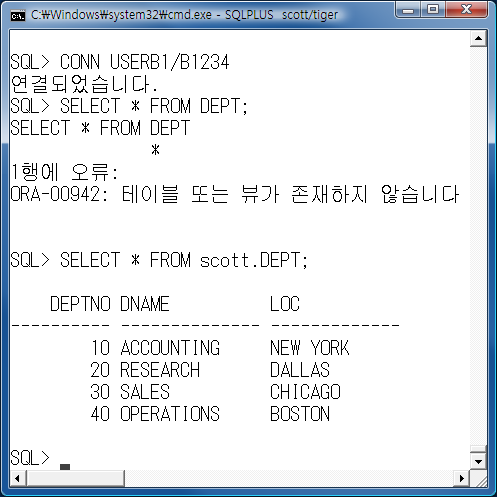 C:\Windows\system32\cmd.exe - SQLPLUS  scott/tiger
SQL> CONN USERB1/B1234
연결되었습니다.
SQL> SELECT * FROM DEPT;
SELECT * FROM DEPT
              *
1행에 오류:
ORA-00942: 테이블 또는 뷰가 존재하지 않습니다
SQL> SELECT * FROM scott.DEPT;
    DEPTNO DNAME          LOC
---------- -------------- -------------
        10 ACCOUNTING     NEW YORK
        20 RESEARCH       DALLAS
        30 SALES          CHICAGO
        40 OPERATIONS     BOSTON
SQL>